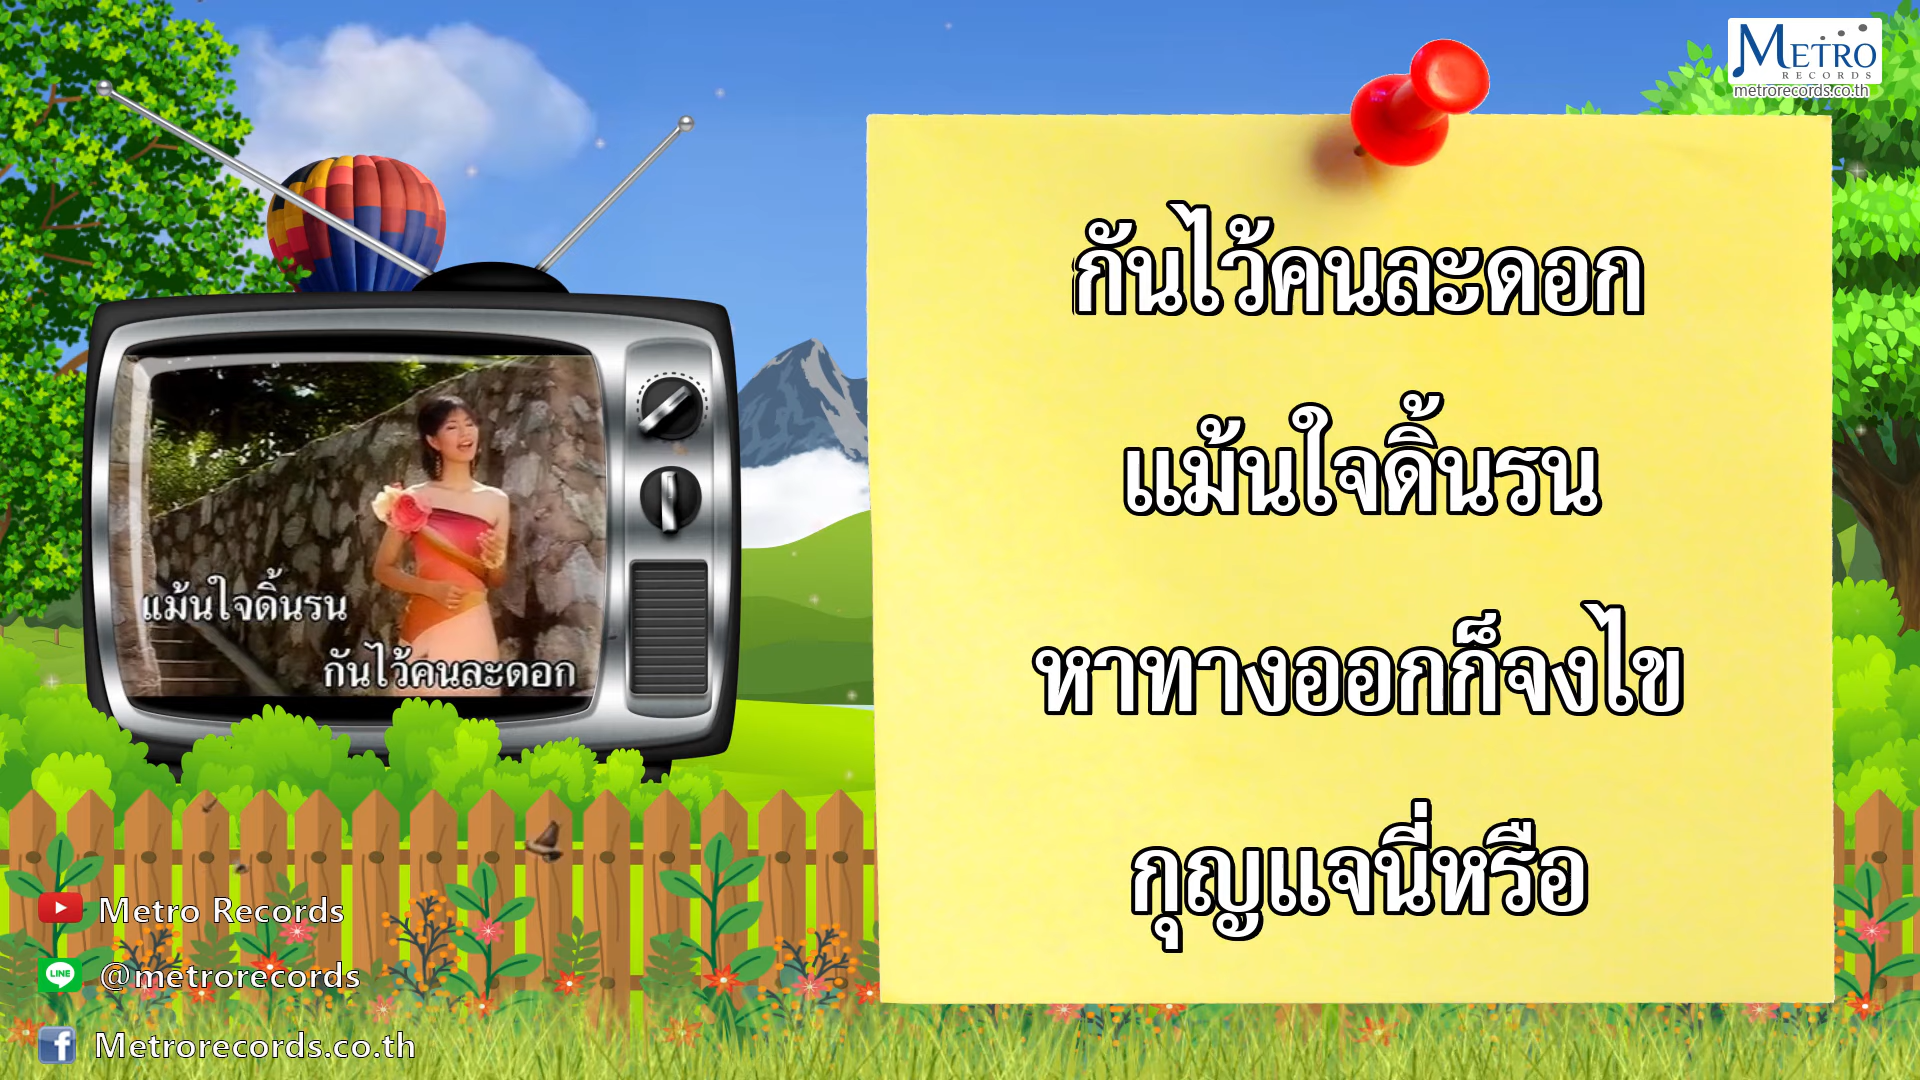 METRO
RECORDS
metrorecords.co.th
กันไว้คนละดอก
แม้นใจดิ้นรน
หาทางออกก็จงไข
กุญแจนี่หรือ
แม้นใจดิ้นรน
กันไว้คนละดอก
Metro Records
LINE
@metrorecords
f
Metrorecords.co.th